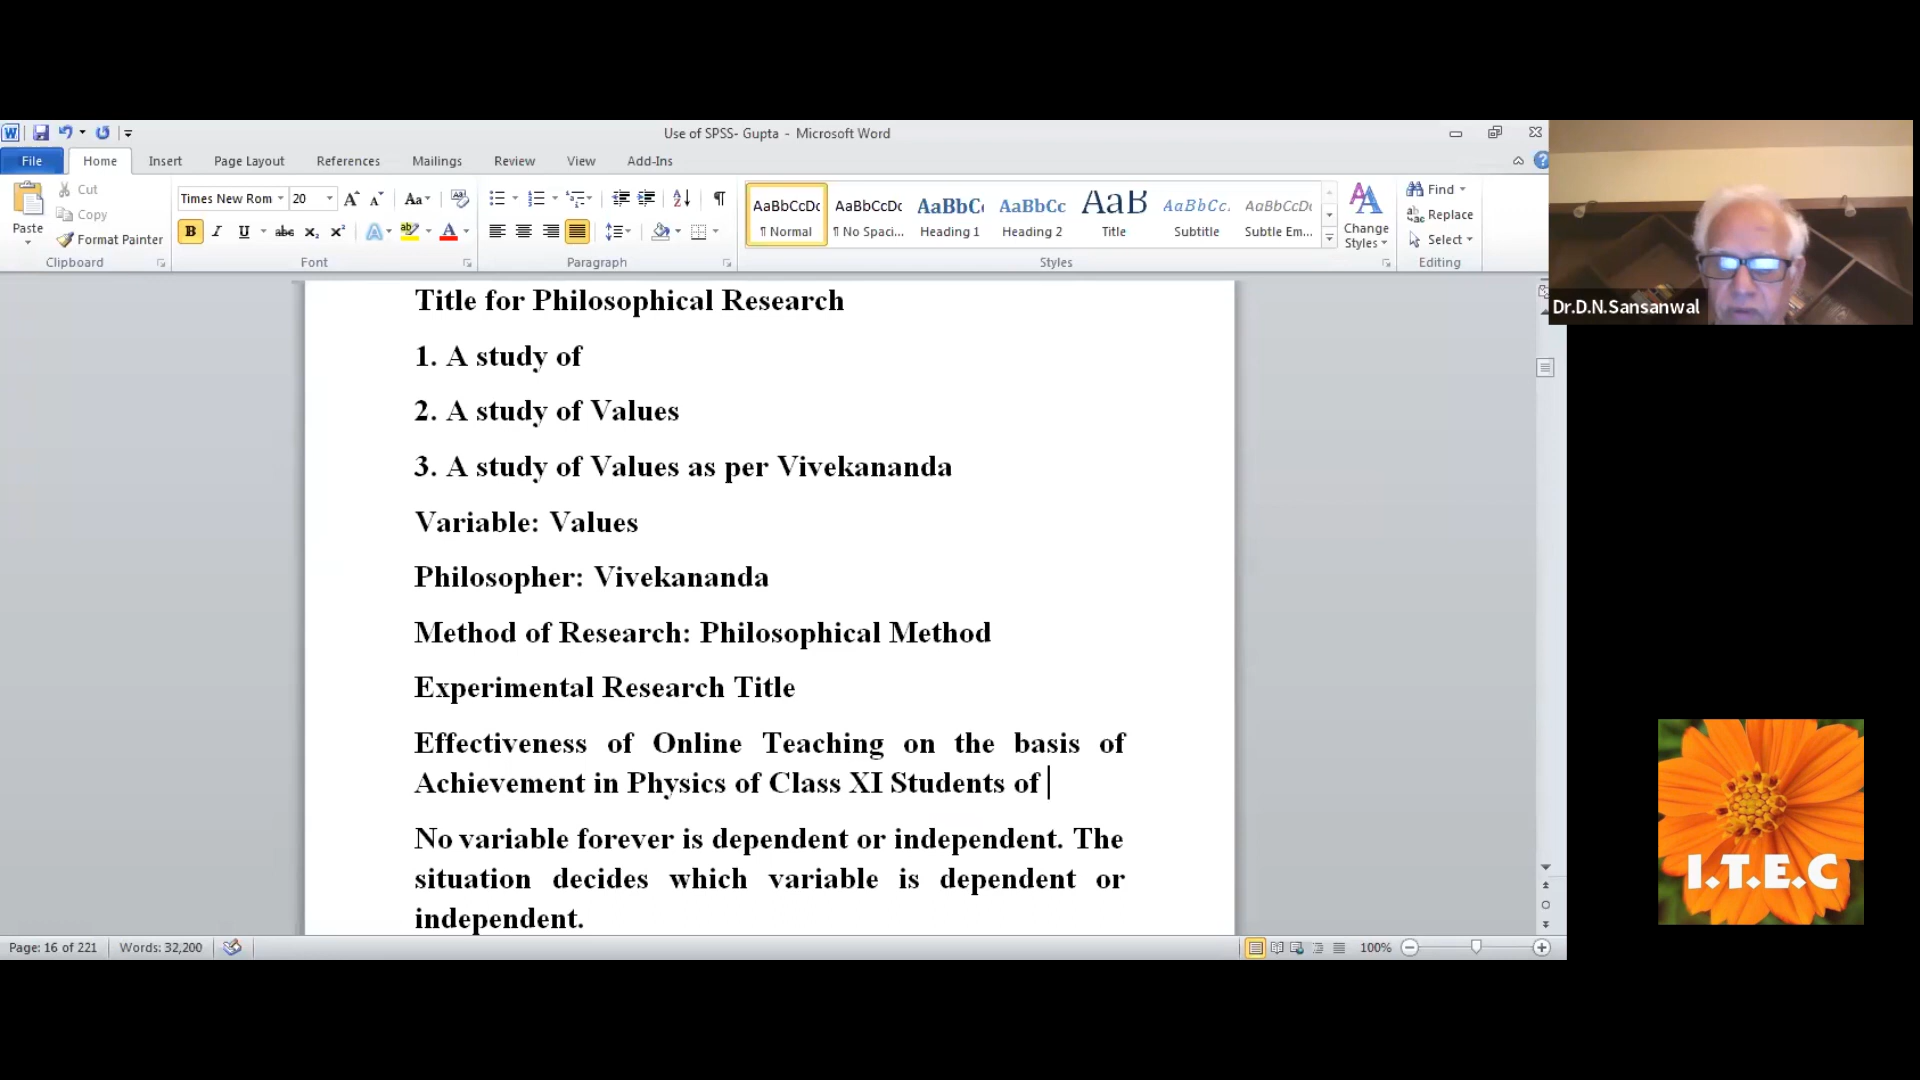 Use of SPSS- Gupta - Microsoft Word
File Home Insert Page Layout References Mailings Review View Add-Ins
Paste
Cut
Copy
Format Painter
Clipboard
Times New Rom 20
Font
Paragraph
AaBbCcDc AaBbCcDc AaBbC AaBbCc AaB AaBbCc. AaBbCcDc
¶ Normal ¶ No Spaci... Heading 1 Heading 2 Title Subtitle Subtle Em...
Styles
Change
Styles
Find
Replace
Select
Editing
Title for Philosophical Research
1. A study of
2. A study of Values
3. A study of Values as per Vivekananda
Variable: Values
Philosopher: Vivekananda
Method of Research: Philosophical Method
Experimental Research Title
Effectiveness of Online Teaching on the basis of
Achievement in Physics of Class XI Students of
No variable forever is dependent or independent. The
situation decides which variable is dependent or
independent.
Page: 16 of 221 Words: 32,200 100%
Dr.D.N.Sansanwal
I.T.E.C